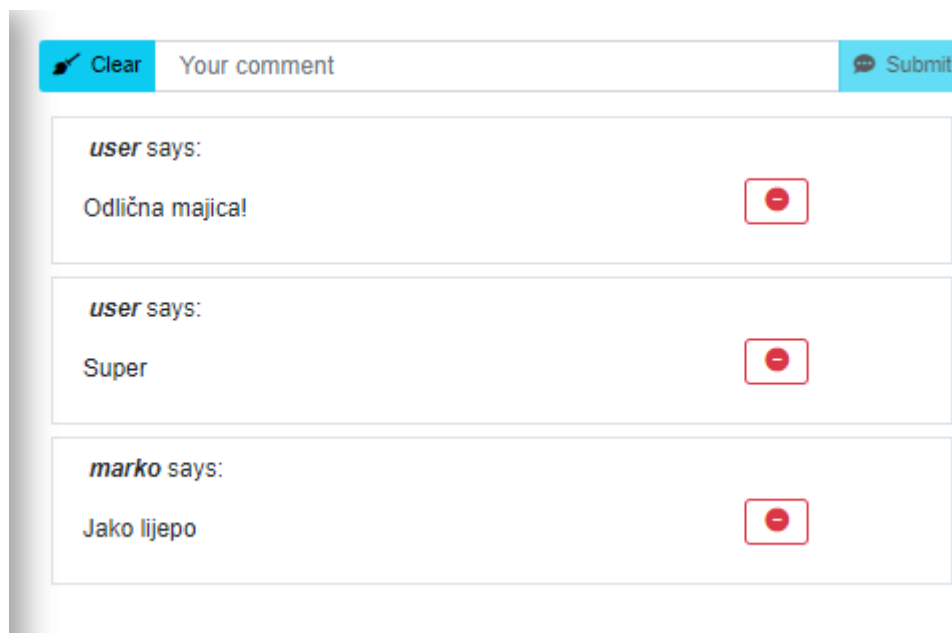 Clear Your comment Submit
user says:
Odlična majica!
user says:
Super
marko says:
Jako lijepo